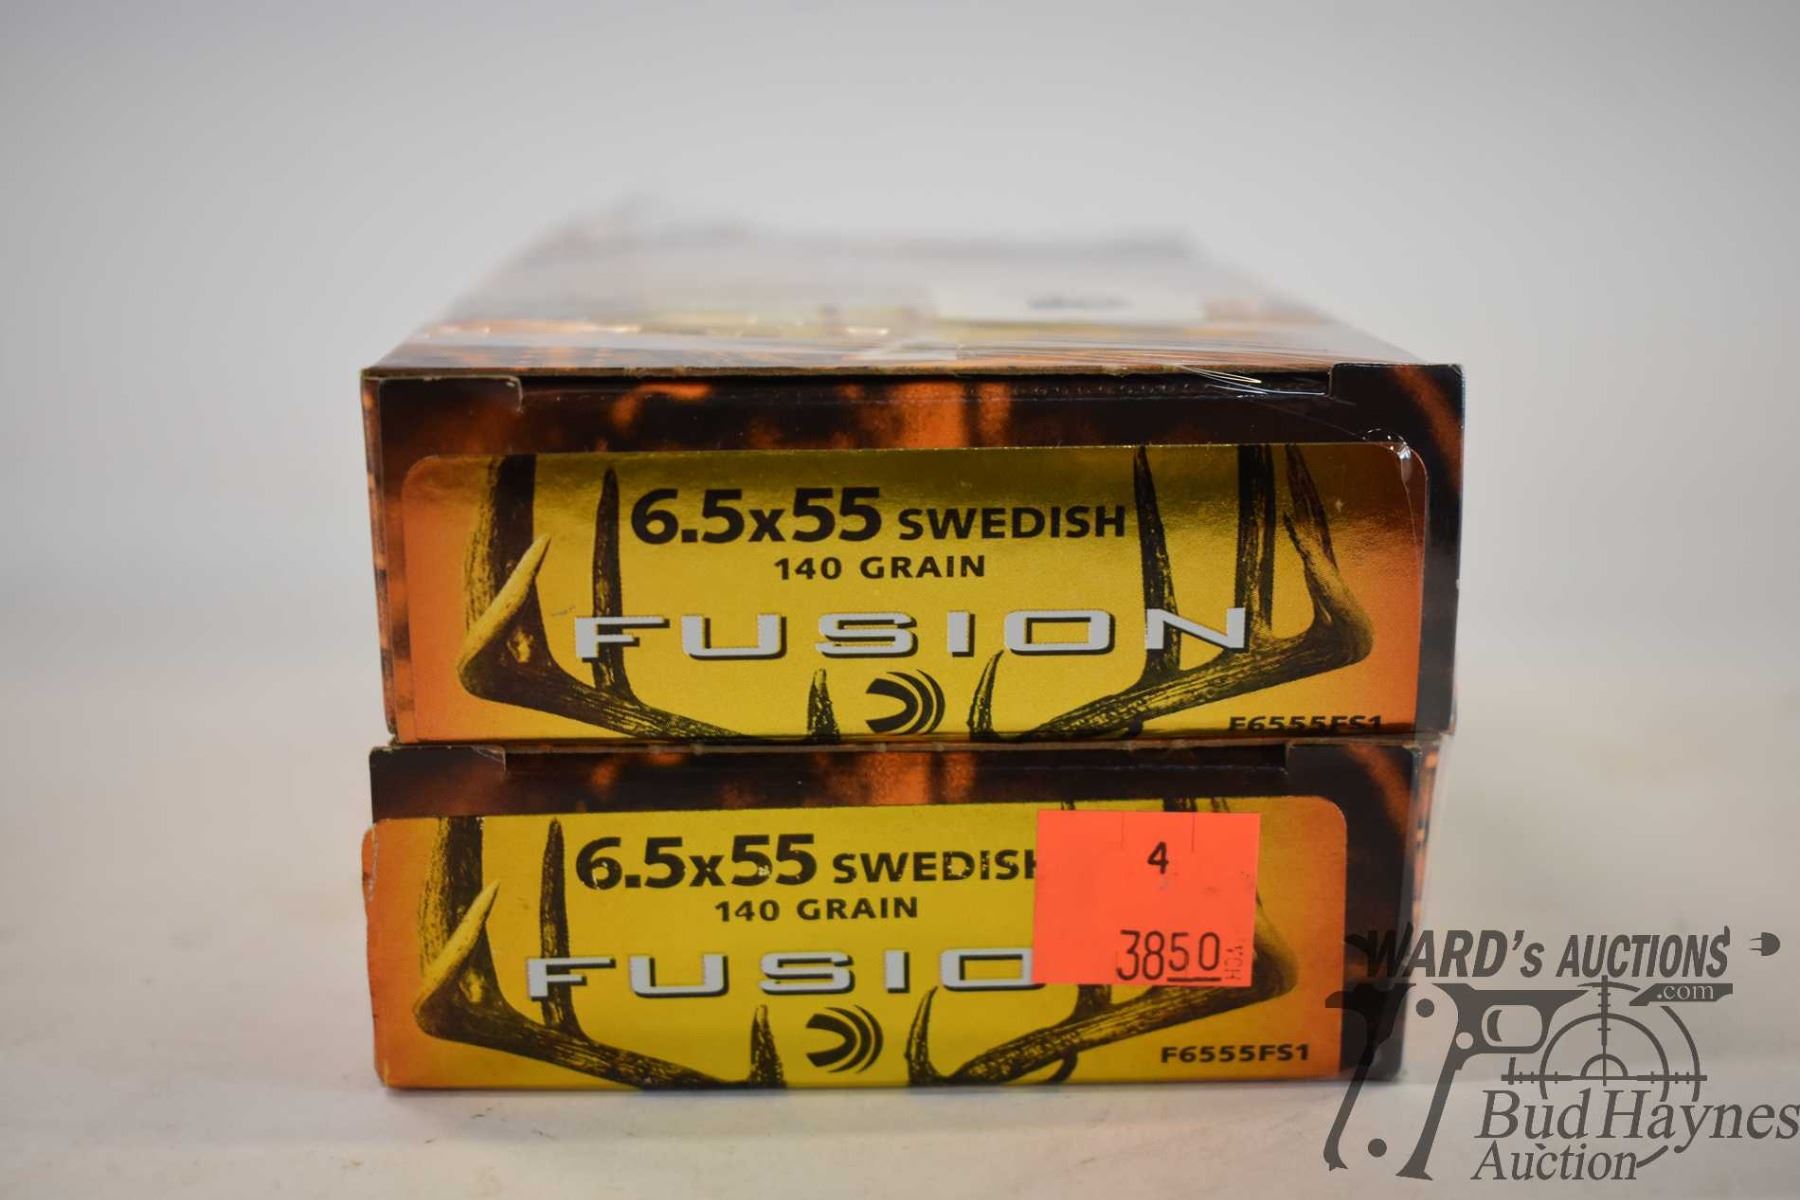 6.5x55 SWEDISH
140 GRAIN
FUSION
F6555FS1
6.5x55 SWEDISH
140 GRAIN
FUSIO
F6555FS1
4
3850
WARD's AUCTIONS
.com
Bud Haynes
Auction